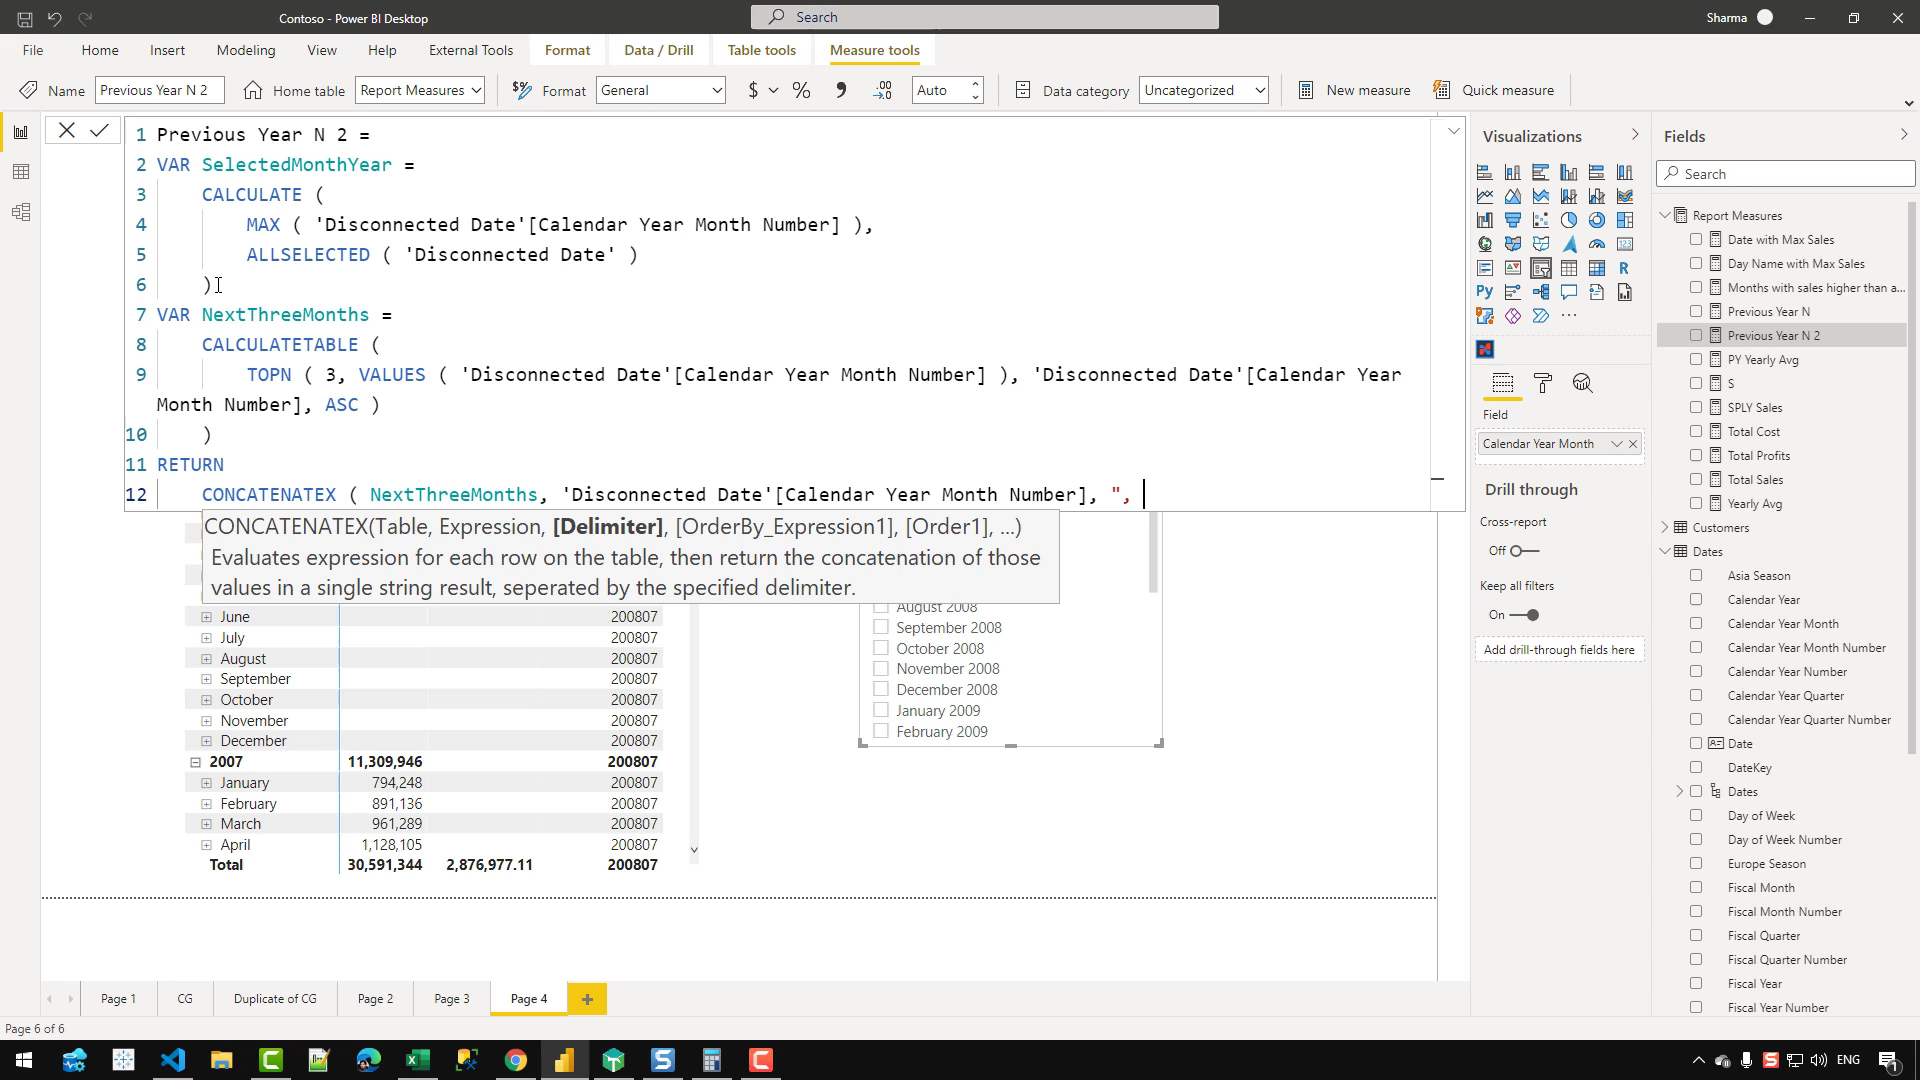 Contoso - Power BI Desktop
Search
Sharma
File Home Insert Modeling View Help External Tools Format Data / Drill Table tools Measure tools
Name Previous Year N 2 Home table Report Measures Format General $ % , .00 Auto Data category Uncategorized New measure Quick measure
1 Previous Year N 2 =
2 VAR SelectedMonthYear =
3 CALCULATE (
4 MAX ( 'Disconnected Date'[Calendar Year Month Number] ),
5 ALLSELECTED ( 'Disconnected Date' )
6 )
7 VAR NextThreeMonths =
8 CALCULATETABLE (
9 TOPN ( 3, VALUES ( 'Disconnected Date'[Calendar Year Month Number] ), 'Disconnected Date'[Calendar Year
Month Number], ASC )
10 )
11 RETURN
12 CONCATENATEX ( NextThreeMonths, 'Disconnected Date'[Calendar Year Month Number], ",
CONCATENATEX(Table, Expression, [Delimiter], [OrderBy_Expression1], [Order1], ...)
Evaluates expression for each row on the table, then return the concatenation of those
values in a single string result, seperated by the specified delimiter.
June 200807
July 200807
August 200807
September 200807
October 200807
November 200807
December 200807
2007 11,309,946 200807
January 794,248 200807
February 891,136 200807
March 961,289 200807
April 1,128,105 200807
Total 30,591,344 2,876,977.11 200807
August 2008
September 2008
October 2008
November 2008
December 2008
January 2009
February 2009
Visualizations
123
R
Py
...
Field
Calendar Year Month
Drill through
Cross-report
Off
Keep all filters
On
Add drill-through fields here
Fields
Search
Report Measures
Date with Max Sales
Day Name with Max Sales
Months with sales higher than a...
Previous Year N
Previous Year N 2
PY Yearly Avg
S
SPLY Sales
Total Cost
Total Profits
Total Sales
Yearly Avg
Customers
Dates
Asia Season
Calendar Year
Calendar Year Month
Calendar Year Month Number
Calendar Year Number
Calendar Year Quarter
Calendar Year Quarter Number
Date
DateKey
Dates
Day of Week
Day of Week Number
Europe Season
Fiscal Month
Fiscal Month Number
Fiscal Quarter
Fiscal Quarter Number
Fiscal Year
Fiscal Year Number
Page 1 CG Duplicate of CG Page 2 Page 3 Page 4 +
Page 6 of 6
ENG
1